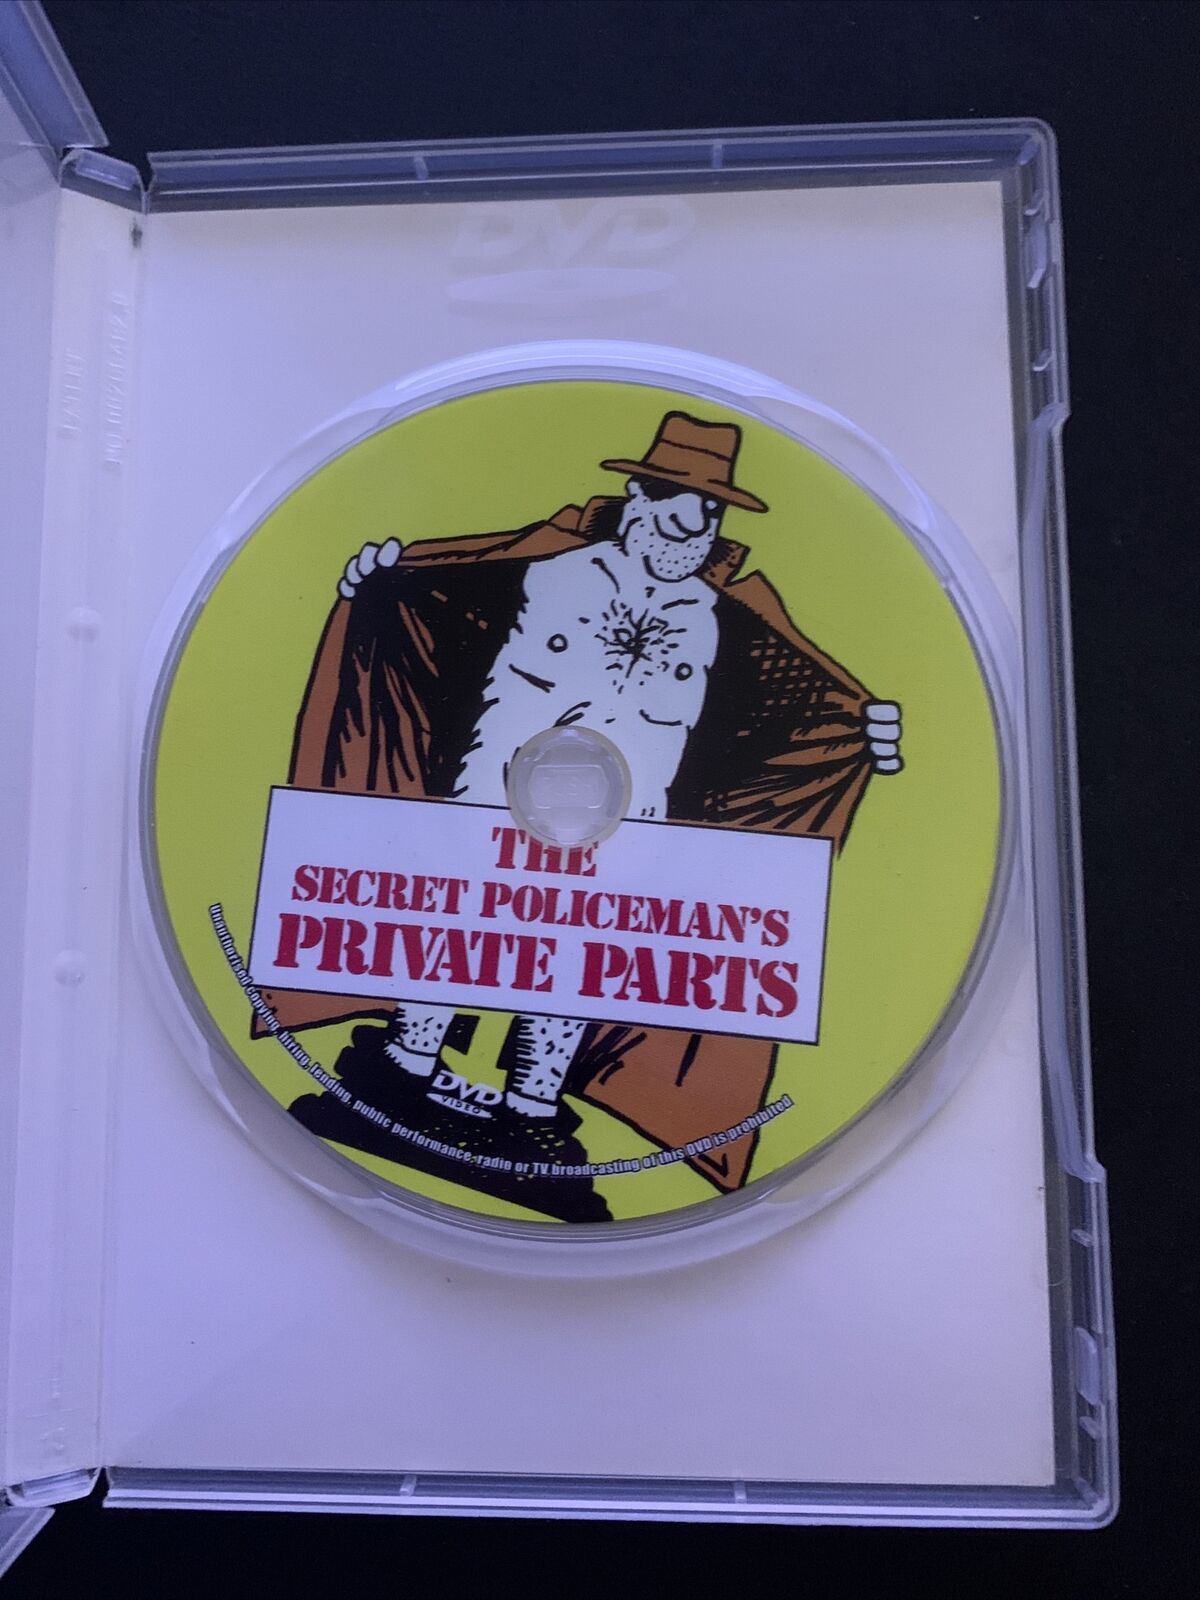 DVD
PATENT
THE
SECRET POLICEMAN'S
PRIVATE PARTS
DVD
VIDEO
Unauthorised copying, hiring, lending, public performance, radio or TV broadcasting of this DVD is prohibited